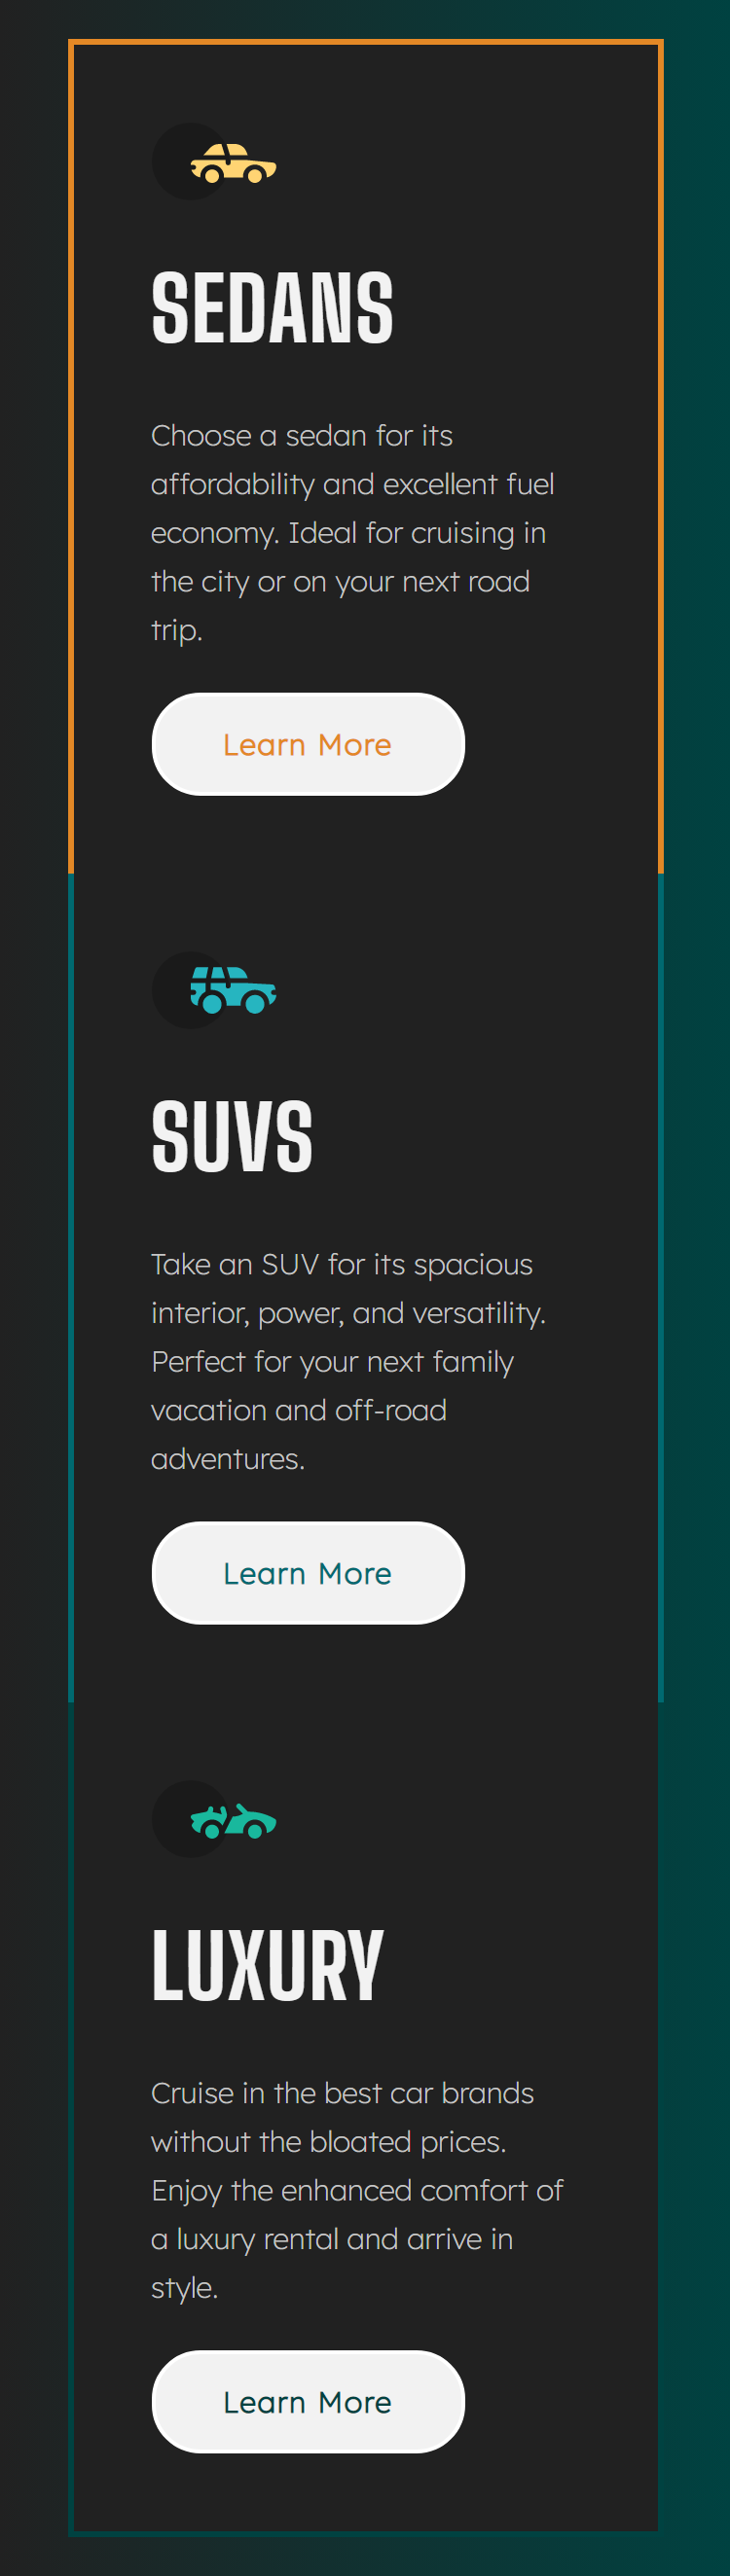 SEDANS
Choose a sedan for its
affordability and excellent fuel
economy. Ideal for cruising in
the city or on your next road
trip.
Learn More
SUVS
Take an SUV for its spacious
interior, power, and versatility.
Perfect for your next family
vacation and off-road
adventures.
Learn More
LUXURY
Cruise in the best car brands
without the bloated prices.
Enjoy the enhanced comfort of
a luxury rental and arrive in
style.
Learn More